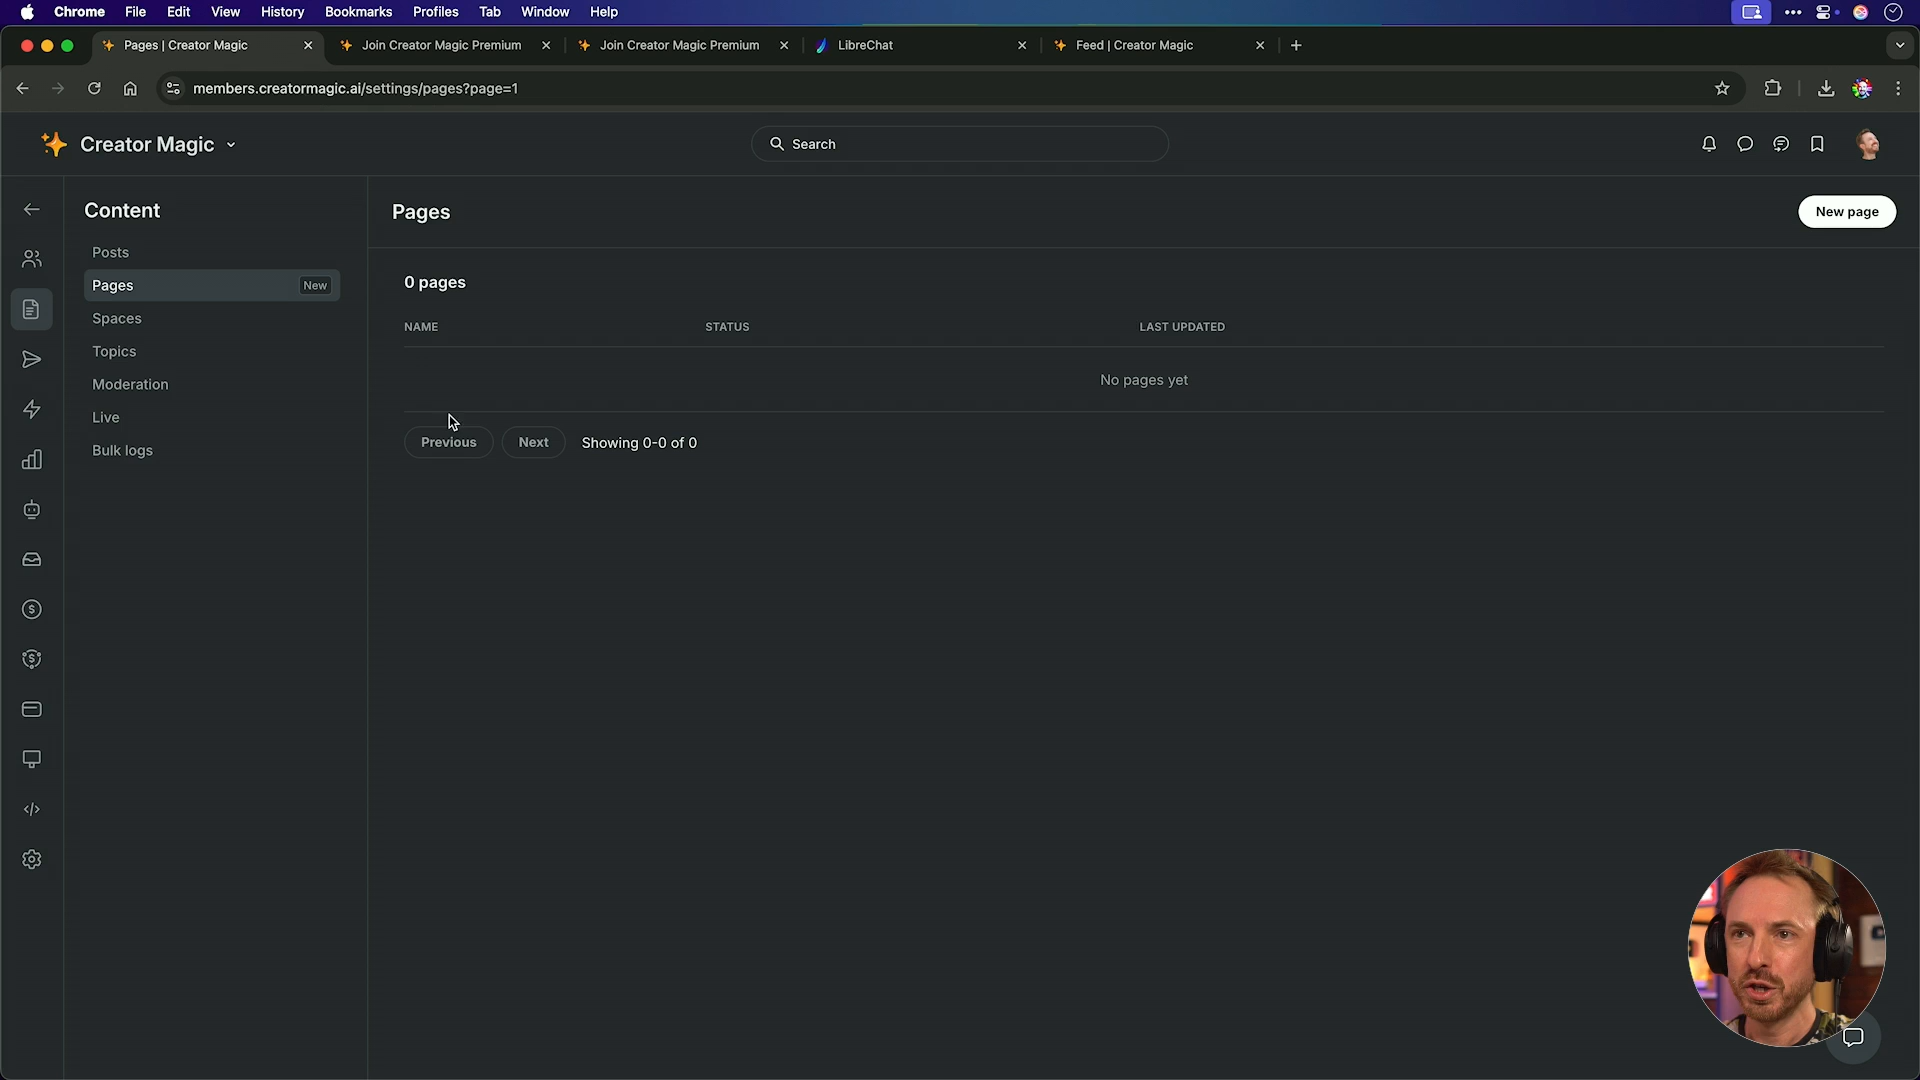 Chrome File Edit View History Bookmarks Profiles Tab Window Help
Pages | Creator Magic
Join Creator Magic Premium
Join Creator Magic Premium
LibreChat
Feed | Creator Magic
members.creatormagic.ai/settings/pages?page=1
Creator Magic
Search
Content
Posts
Pages New
Spaces
Topics
Moderation
Live
Bulk logs
Pages
New page
0 pages
NAME STATUS LAST UPDATED
No pages yet
Previous Next Showing 0-0 of 0